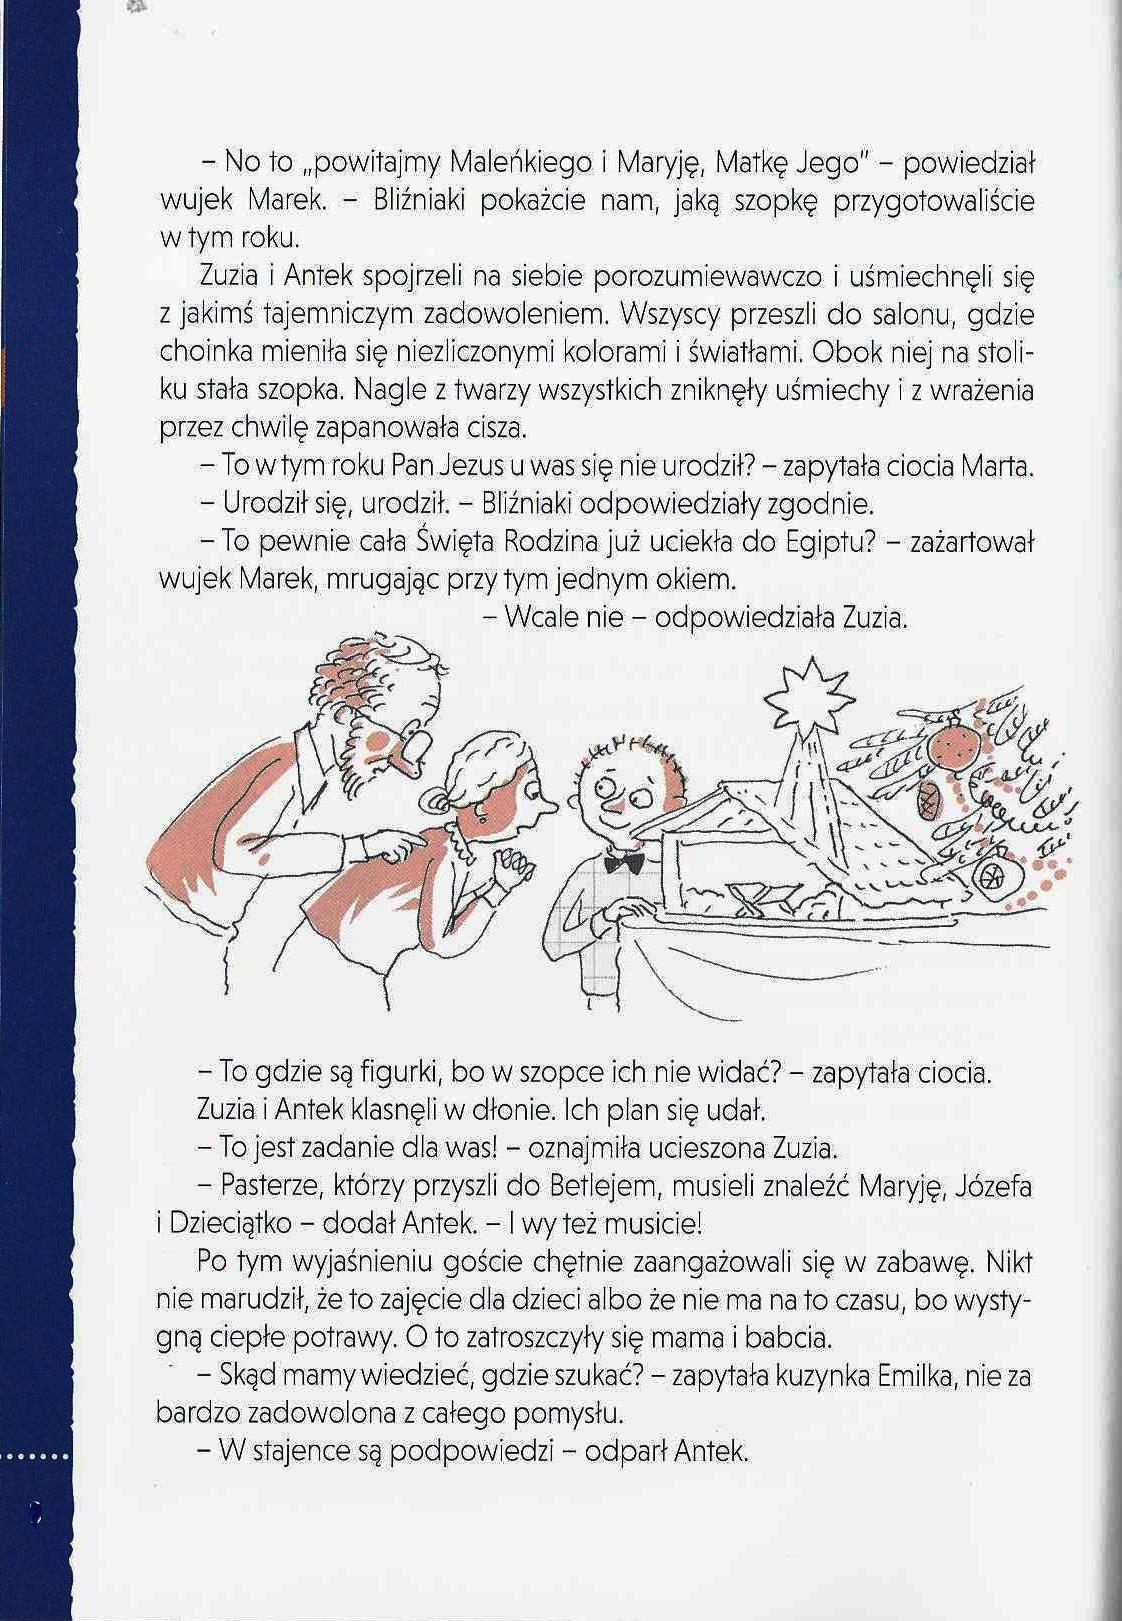 – No to „powitajmy Maleńkiego i Maryję, Matkę Jego" – powiedział
wujek Marek. – Bliźniaki pokażcie nam, jaką szopkę przygotowaliście
w tym roku.
Zuzia i Antek spojrzeli na siebie porozumiewawczo i uśmiechnęli się
z jakimś tajemniczym zadowoleniem. Wszyscy przeszli do salonu, gdzie
choinka mieniła się niezliczonymi kolorami i światłami. Obok niej na stoli-
ku stała szopka. Nagle z twarzy wszystkich zniknęły uśmiechy i z wrażenia
przez chwilę zapanowała cisza.
– To w tym roku Pan Jezus u was się nie urodził? – zapytała ciocia Marta.
– Urodził się, urodził. – Bliźniaki odpowiedziały zgodnie.
– To pewnie cała Święta Rodzina już uciekła do Egiptu? – zażartował
wujek Marek, mrugając przy tym jednym okiem.
– Wcale nie – odpowiedziała Zuzia.
– To gdzie są figurki, bo w szopce ich nie widać? – zapytała ciocia.
Zuzia i Antek klasnęli w dłonie. Ich plan się udał.
– To jest zadanie dla was! – oznajmiła ucieszona Zuzia.
– Pasterze, którzy przyszli do Betlejem, musieli znaleźć Maryję, Józefa
i Dzieciątko – dodał Antek. – I wy też musicie!
Po tym wyjaśnieniu goście chętnie zaangażowali się w zabawę. Nikt
nie marudził, że to zajęcie dla dzieci albo że nie ma na to czasu, bo wysty-
gną ciepłe potrawy. O to zatroszczyły się mama i babcia.
– Skąd mamy wiedzieć, gdzie szukać? – zapytała kuzynka Emilka, nie za
bardzo zadowolona z całego pomysłu.
– W stajence są podpowiedzi – odparł Antek.